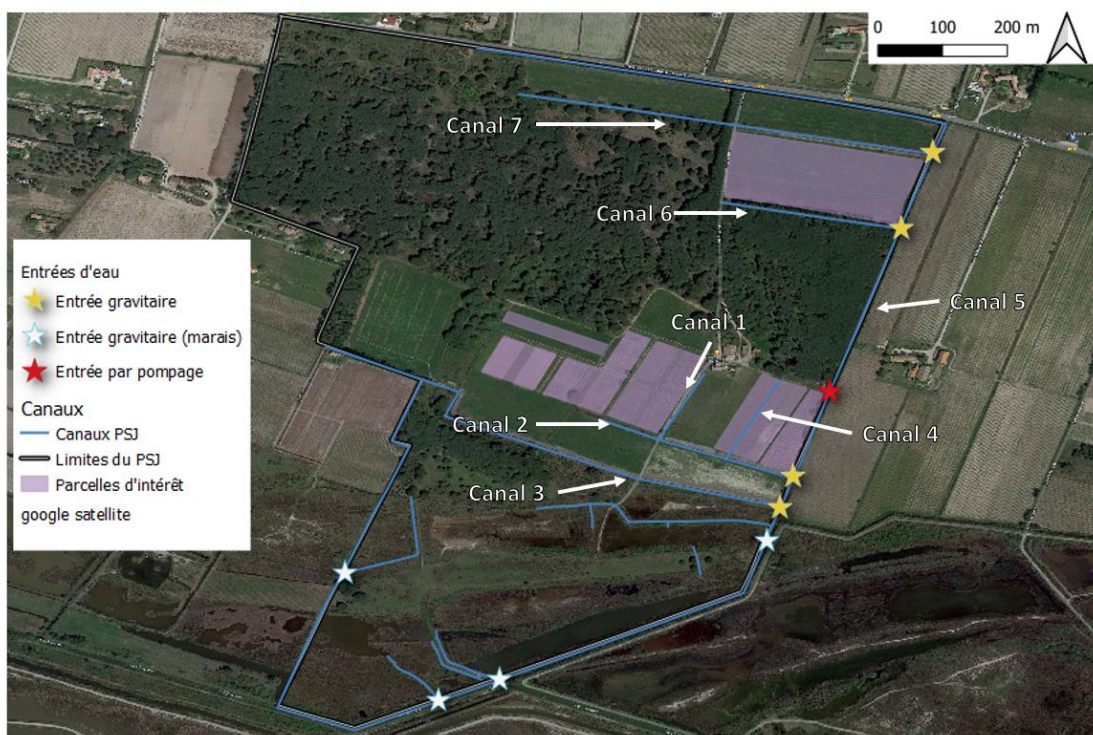 0 100 200 m
Canal 7
Canal 6
Canal 5
Canal 1
Canal 2
Canal 4
Canal 3
Entrées d'eau
Entrée gravitaire
Entrée gravitaire (marais)
Entrée par pompage
Canaux
Canaux PSJ
Limites du PSJ
Parcelles d'intérêt
google satellite